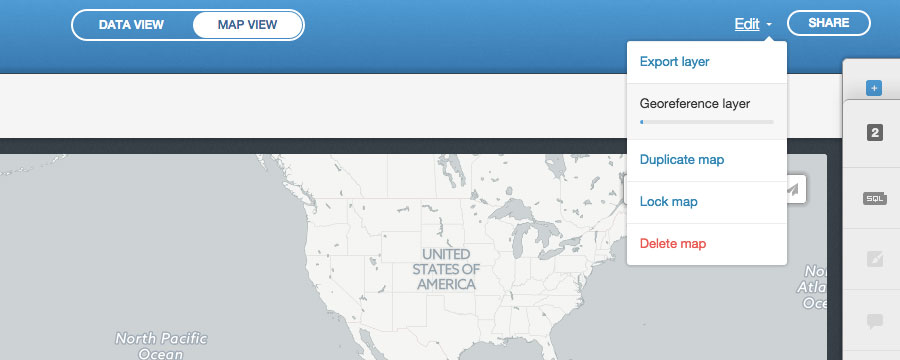 DATA VIEW
MAP VIEW
Edit
SHARE
Export layer
Georeference layer
Duplicate map
Lock map
Delete map
+
2
SQL
UNITED
STATES OF
AMERICA
North Pacific
Ocean
No
Atla
Oce